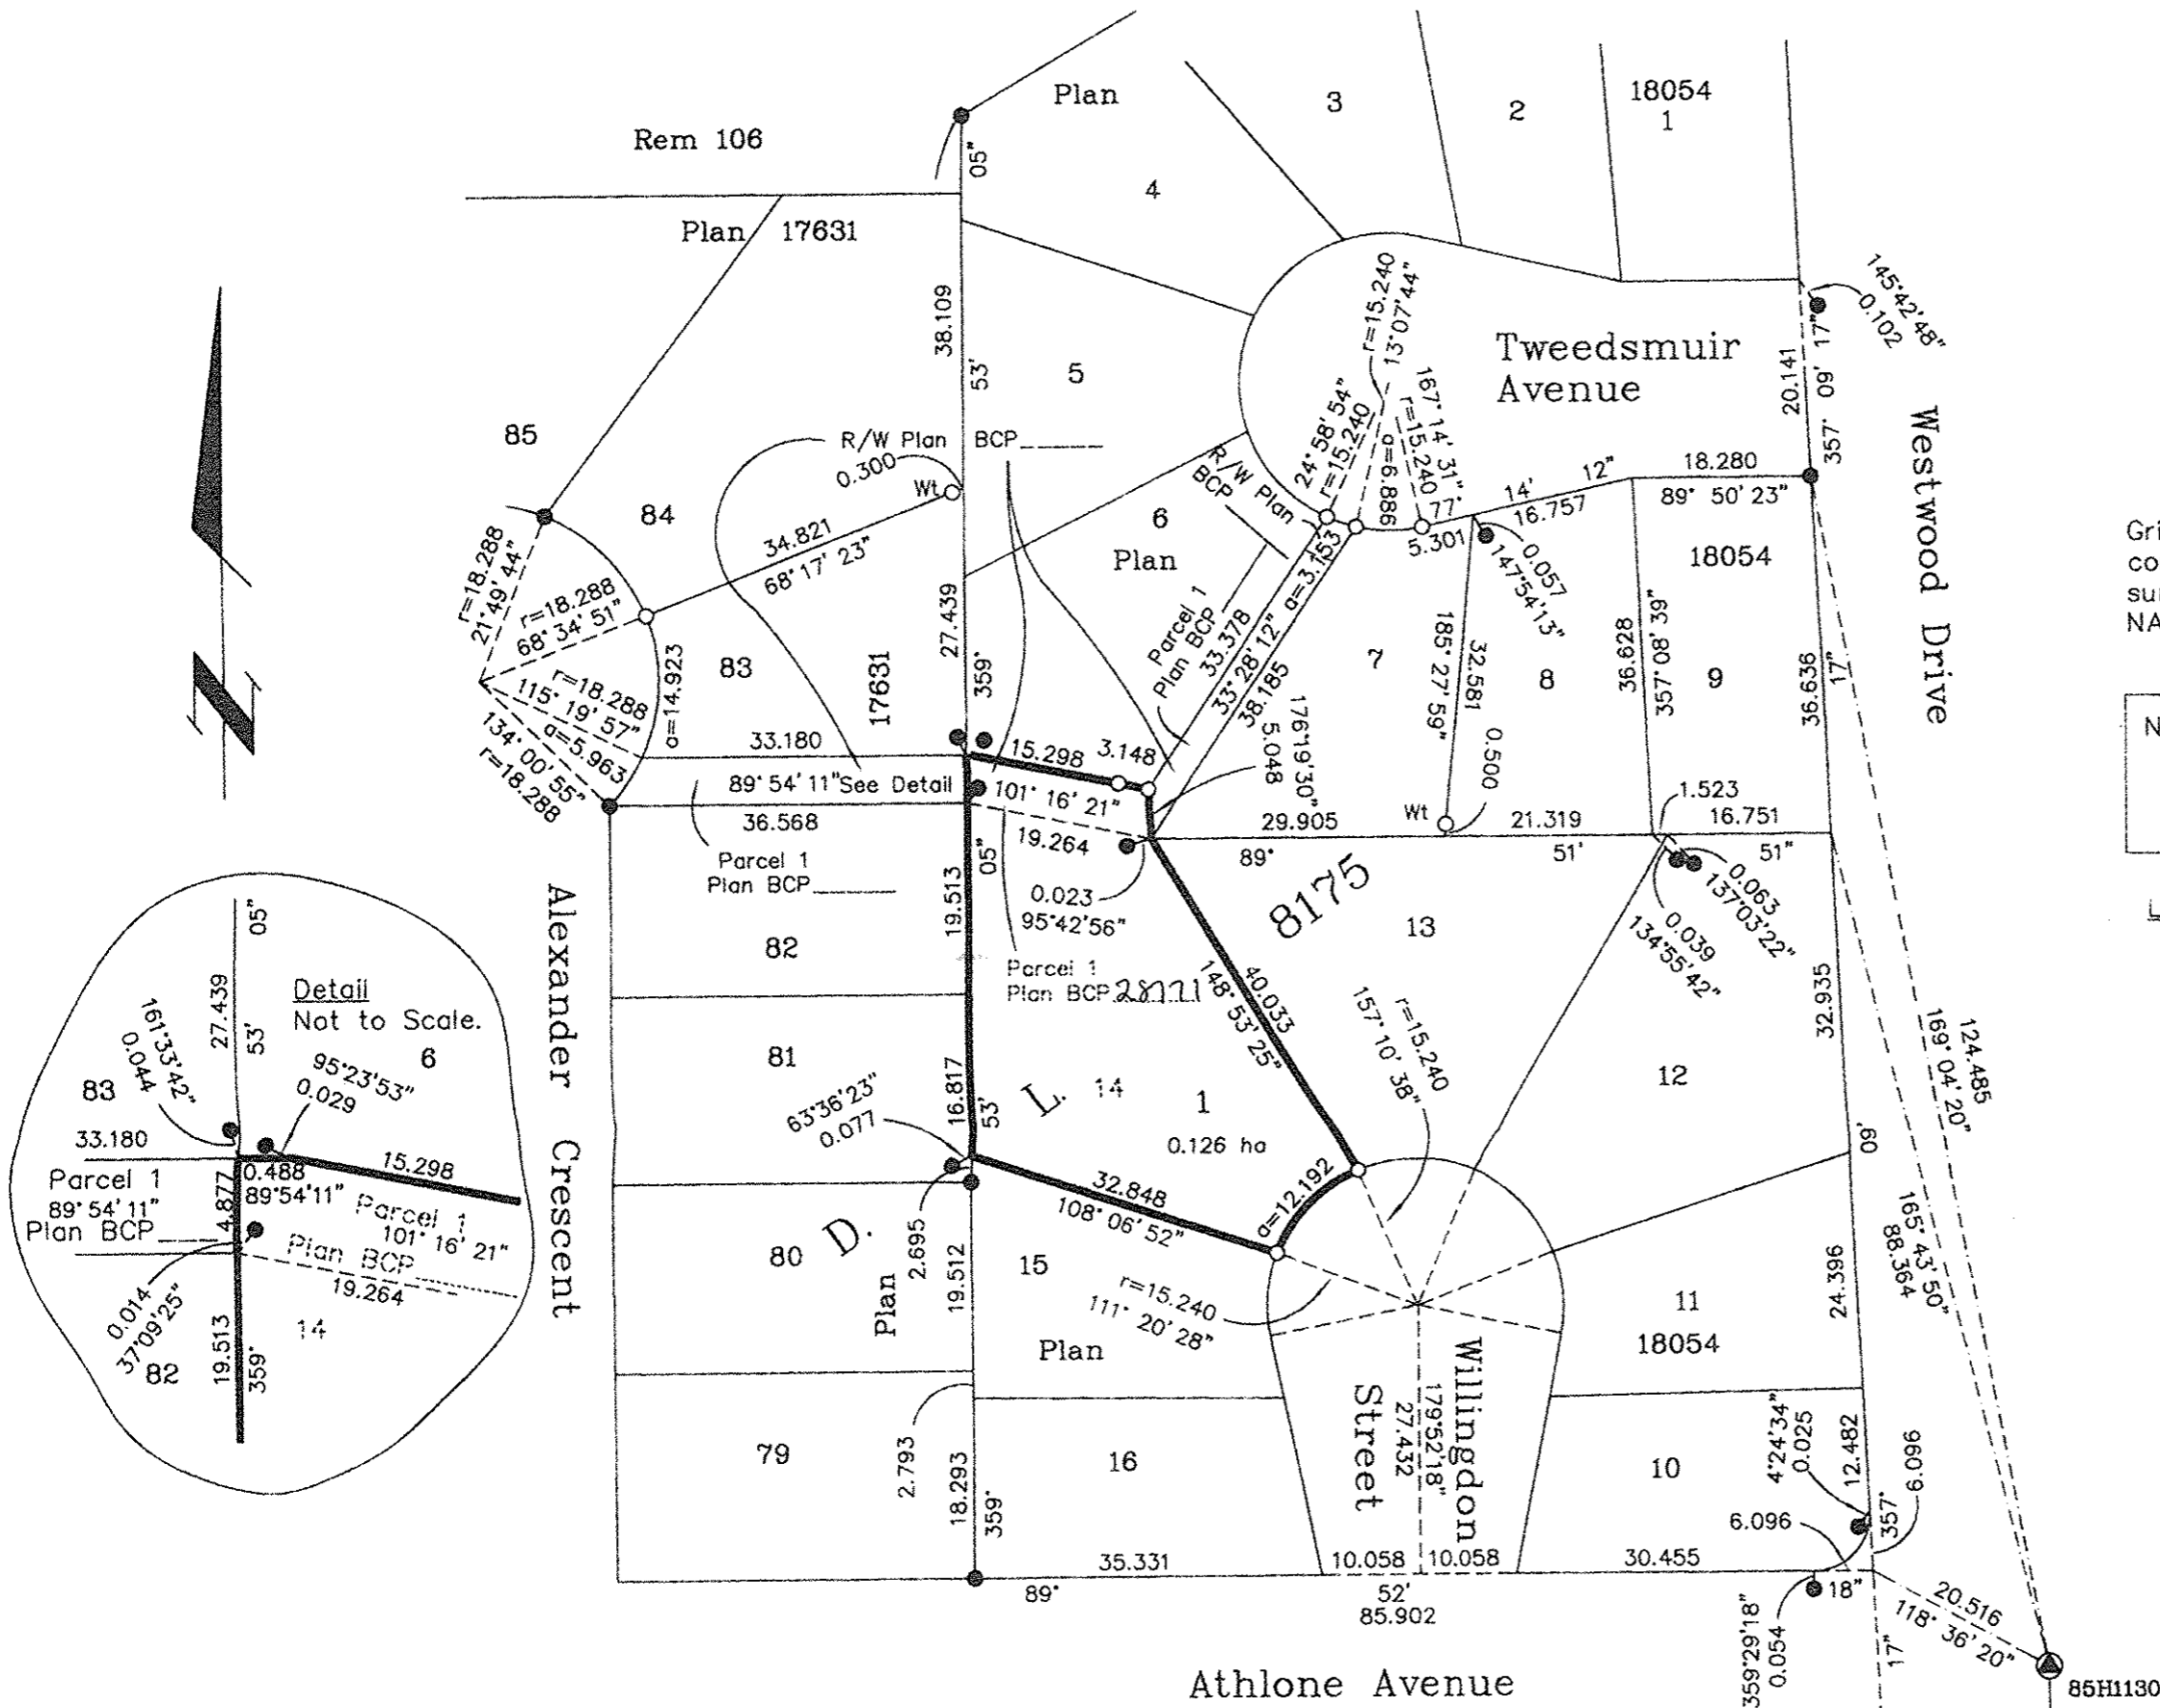 Plan
3
2
18054
1
Rem 106
05"
4
Plan 17631
38.109
53'
5
r=15.240
13°07'44"
Tweedsmuir
Avenue
145°42'48"
0.102
20.141
357° 09' 17"
Westwood Drive
85
R/W Plan BCP
0.300
Wt
84
34.821
68° 17' 23"
6
Plan
R/W Plan
BCP
24° 58' 54"
r=15.240
a=6.886
167° 14' 31"
r=15.240
77°
14'
12"
16.757
5.301
18.280
89° 50' 23"
0.057
147°54'13"
18054
r=18.288
21° 49' 44"
r=18.288
68° 34' 51"
r=18.288
115° 19' 57"
a=5.963
134° 00' 55"
r=18.288
a=14.923
83
17631
27.439
359°
Parcel 1
Plan BCP
33.378
33° 28' 12"
a=3.153
38.185
7
185° 27' 59"
32.581
8
36.628
357° 08' 39"
9
36.636
17"
Gri
co
su
NA
N
33.180
15.298
3.148
176°19'30"
5.048
89° 54' 11"
See Detail
101° 16' 21"
36.568
19.264
29.905
Wt
0.500
21.319
1.523
16.751
89°
51'
51"
Parcel 1
Plan BCP
05"
19.513
0.023
95°42'56"
8175
13
0.063
137°03'22"
0.039
134°55'42"
82
Parcel 1
Plan BCP 28771
40.033
148° 53' 25"
r=15.240
157° 10' 38"
32.935
124.485
169° 04' 20"
Alexander Crescent
81
16.817
53'
63°36'23"
0.077
L.
14
1
0.126 ha
12
09'
165° 43' 50"
88.364
32.848
108° 06' 52"
a=12.192
80
D.
2.695
Plan
19.512
15
r=15.240
111° 20' 28"
Plan
11
18054
24.396
Willingdon
Street
179°52'18"
27.432
79
2.793
18.293
359°
16
10
4°24'34"
0.025
12.482
357°
6.096
6.096
35.331
10.058
10.058
30.455
89°
52'
18"
85.902
359°29'18"
0.054
17"
20.516
118° 36' 20"
85H1130
Athlone Avenue
Detail
Not to Scale.
05"
27.439
53'
161°33'42"
0.044
6
83
95°23'53"
0.029
33.180
0.488
89°54'11"
15.298
Parcel 1
89° 54' 11"
Plan BCP
4.877
Parcel 1
101° 16' 21"
Plan BCP
19.264
0.014
37°09'25"
14
82
19.513
359°